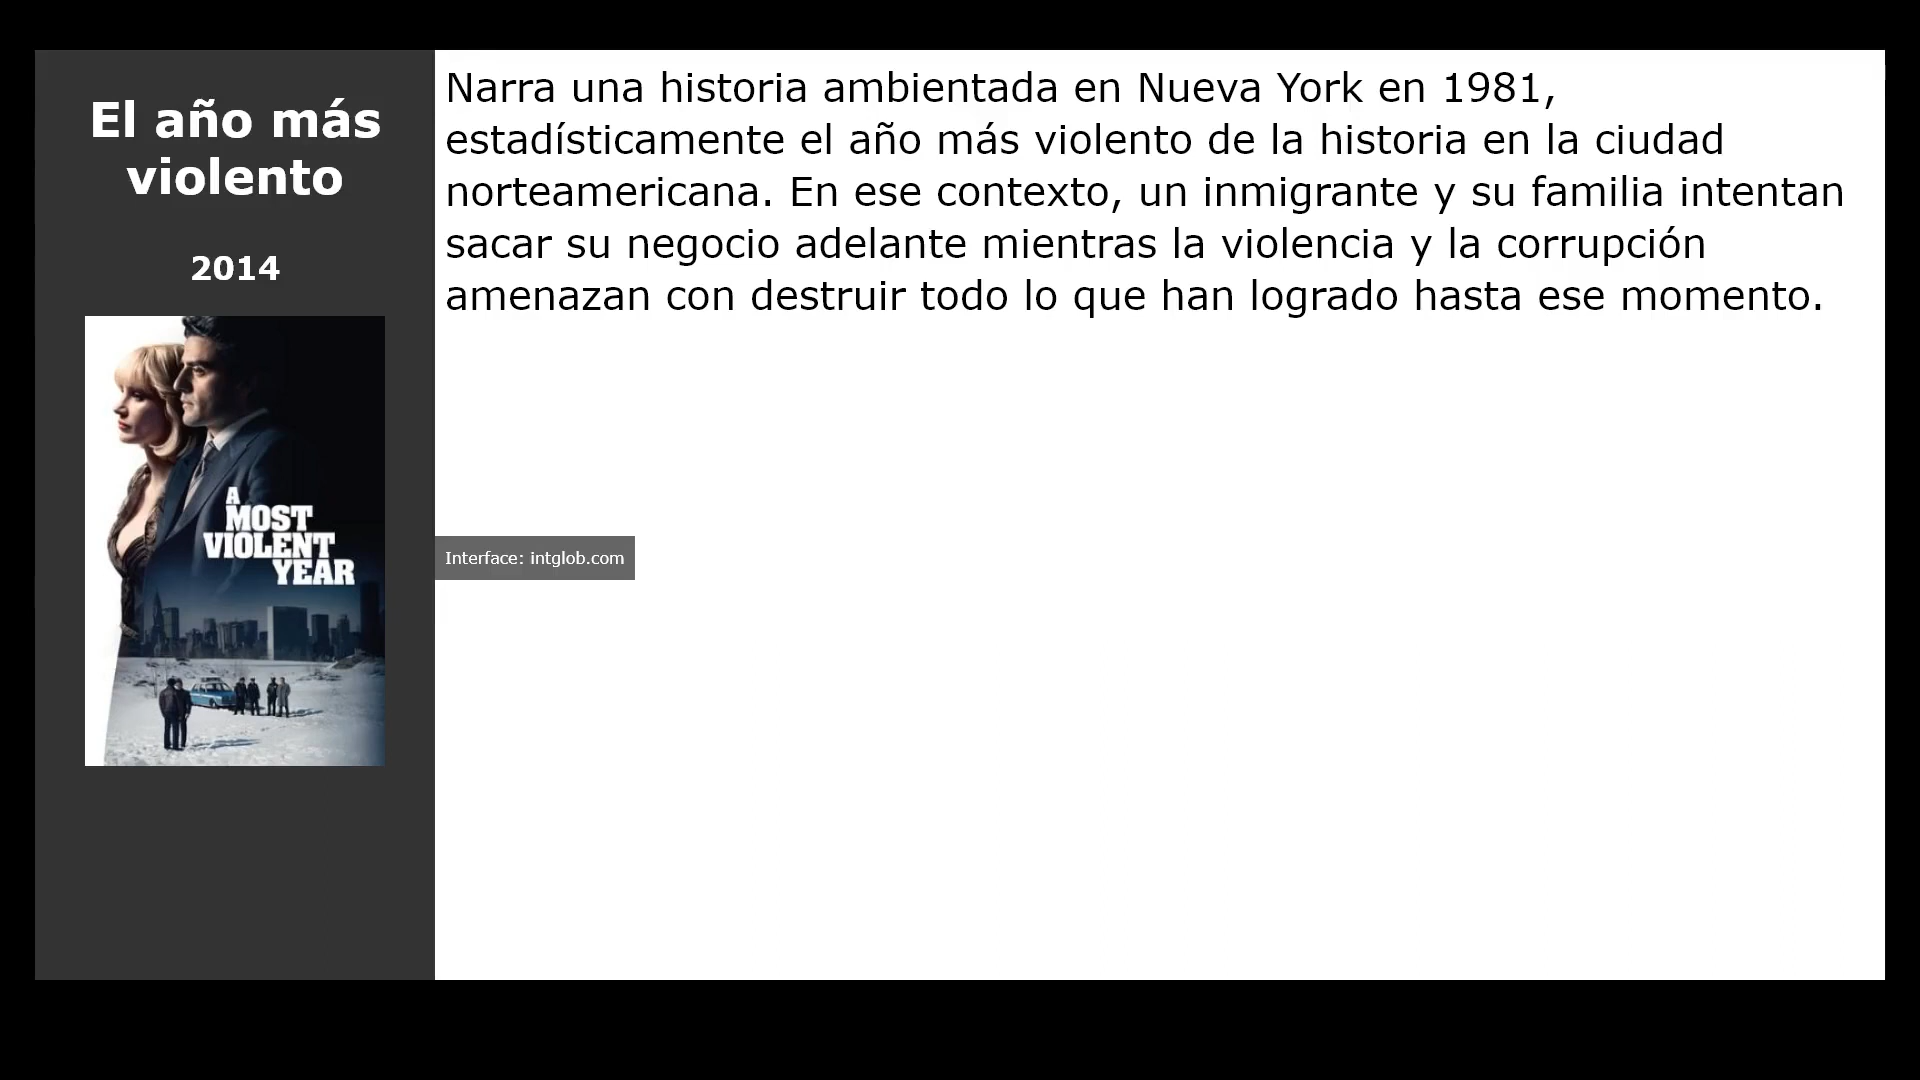 El año más
violento
2014
A
MOST
VIOLENT
YEAR
Narra una historia ambientada en Nueva York en 1981,
estadísticamente el año más violento de la historia en la ciudad
norteamericana. En ese contexto, un inmigrante y su familia intentan
sacar su negocio adelante mientras la violencia y la corrupción
amenazan con destruir todo lo que han logrado hasta ese momento.
Interface: intglob.com